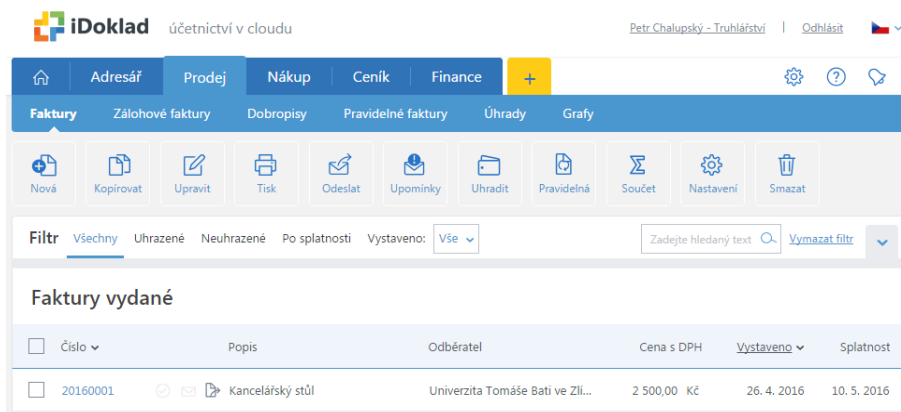 iDoklad účetnictví v cloudu Petr Chalupský - Truhlářství | Odhlásit
Adresář Prodej Nákup Ceník Finance +
Faktury Zálohové faktury Dobropisy Pravidelné faktury Úhrady Grafy
Nová Kopírovat Upravit Tisk Odeslat Upomínky Uhradit Pravidelná Součet Nastavení Smazat
Filtr Všechny Uhrazené Neuhrazené Po splatnosti Vystaveno: Vše Zadejte hledaný text Vymazat filtr
Faktury vydané
Číslo Popis Odběratel Cena s DPH Vystaveno Splatnost
20160001 Kancelářský stůl Univerzita Tomáše Bati ve Zlí... 2 500,00 Kč 26. 4. 2016 10. 5. 2016